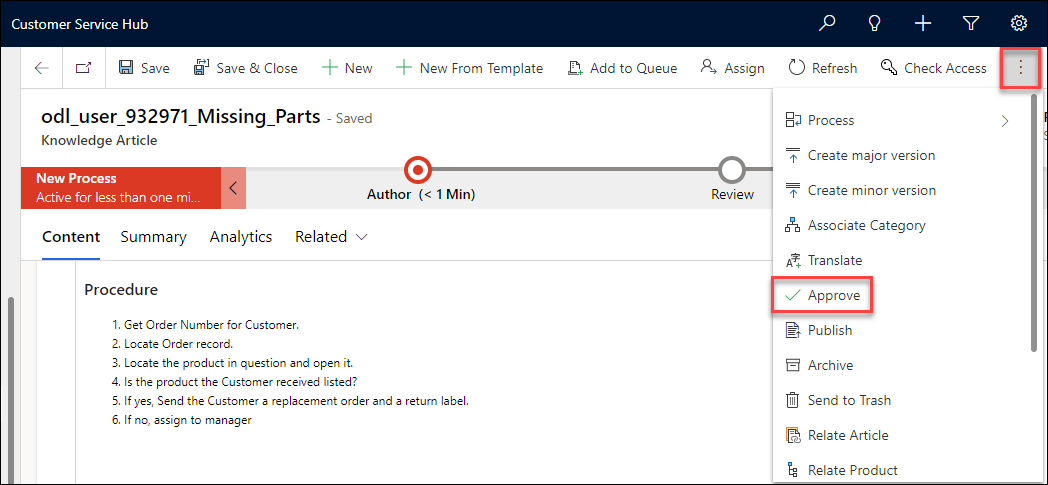 Customer Service Hub
Save
Save & Close
New
New From Template
Add to Queue
Assign
Refresh
Check Access
odl_user_932971_Missing_Parts - Saved
Knowledge Article
New Process
Active for less than one mi...
Author (< 1 Min)
Review
Content
Summary
Analytics
Related
Procedure
1. Get Order Number for Customer.
2. Locate Order record.
3. Locate the product in question and open it.
4. Is the product the Customer received listed?
5. If yes, Send the Customer a replacement order and a return label.
6. If no, assign to manager
Process
Create major version
Create minor version
Associate Category
Translate
Approve
Publish
Archive
Send to Trash
Relate Article
Relate Product